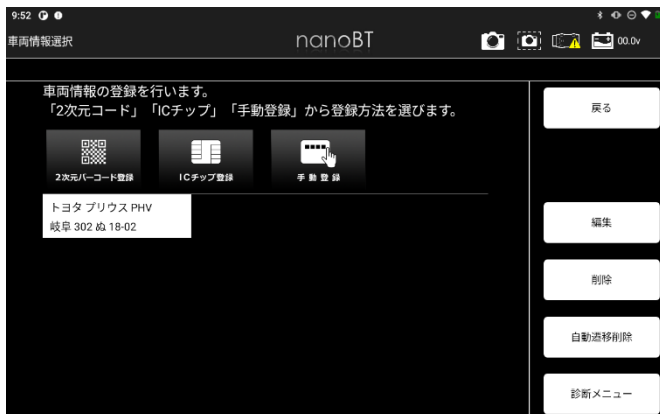 9:52
車両情報選択
nanoBT
00.0v
車両情報の登録を行います。
「2次元コード」「ICチップ」「手動登録」から登録方法を選びます。
2次元バーコード登録
ICチップ登録
手動登録
トヨタ プリウス PHV
岐阜 302 ぬ 18-02
戻る
編集
削除
自動遷移削除
診断メニュー